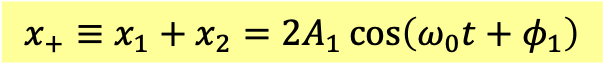 x₊ ≡ x₁ + x₂ = 2A₁ cos(ω₀t + ϕ₁)